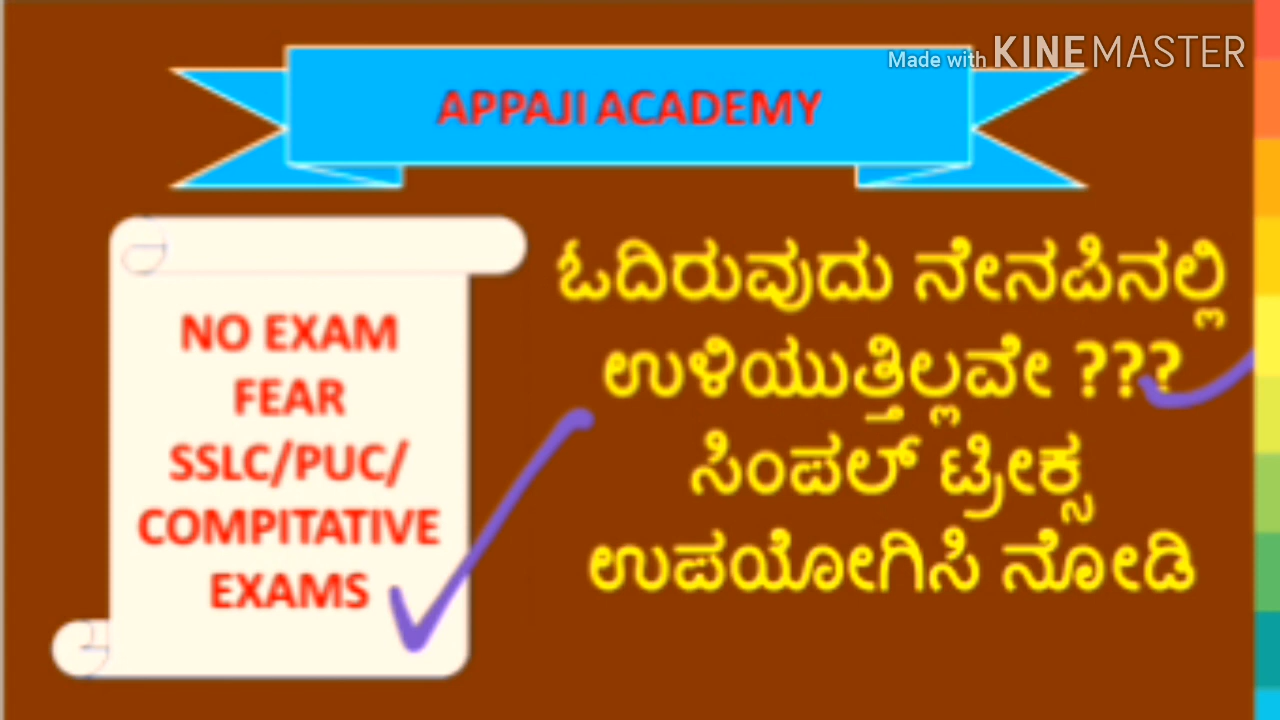 Made with KINEMASTER
APPAJI ACADEMY
NO EXAM
FEAR
SSLC/PUC/
COMPITATIVE
EXAMS
ಓದಿರುವುದು ನೇನಪಿನಲ್ಲಿ
ಉಳಿಯುತ್ತಿಲ್ಲವೇ ???
ಸಿಂಪಲ್ ಟ್ರೀಕ್ಸ
ಉಪಯೋಗಿಸಿ ನೋಡಿ